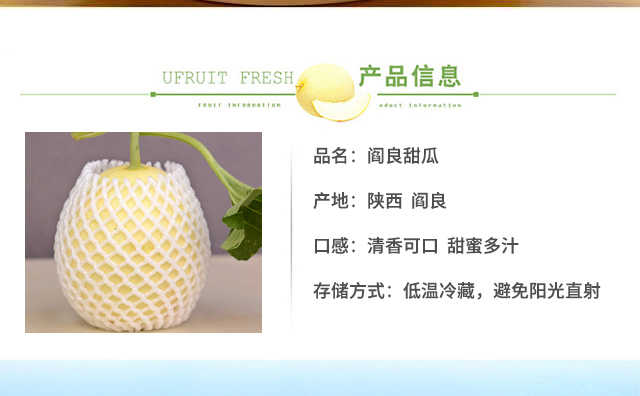 UFRUIT FRESH 产品信息
FRUIT INFORMATION
oduct information
品名：阎良甜瓜
产地：陕西 阎良
口感：清香可口 甜蜜多汁
存储方式：低温冷藏，避免阳光直射